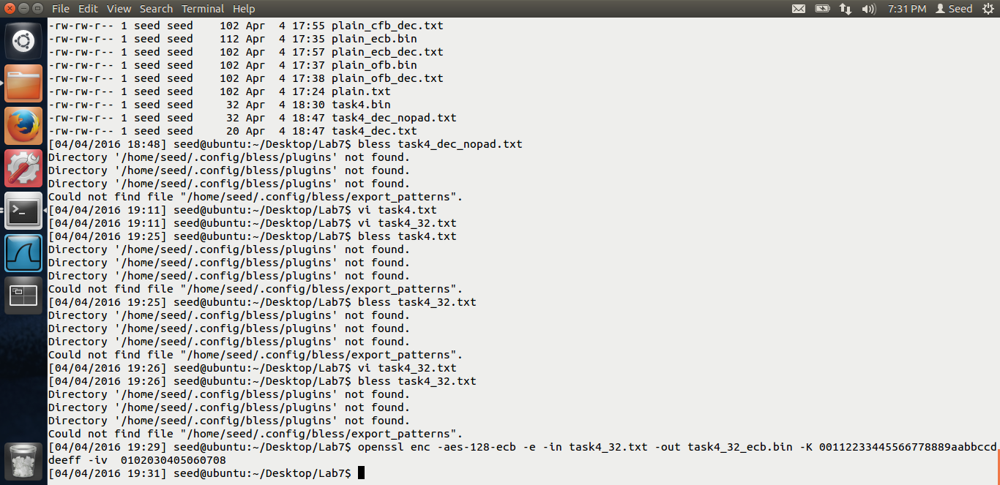 File Edit View Search Terminal Help 7:31 PM Seed
-rw-rw-r-- 1 seed seed    102 Apr  4 17:55 plain_cfb_dec.txt
-rw-rw-r-- 1 seed seed    112 Apr  4 17:35 plain_ecb.bin
-rw-rw-r-- 1 seed seed    102 Apr  4 17:57 plain_ecb_dec.txt
-rw-rw-r-- 1 seed seed    102 Apr  4 17:37 plain_ofb.bin
-rw-rw-r-- 1 seed seed    102 Apr  4 17:38 plain_ofb_dec.txt
-rw-rw-r-- 1 seed seed    102 Apr  4 17:24 plain.txt
-rw-rw-r-- 1 seed seed     32 Apr  4 18:30 task4.bin
-rw-rw-r-- 1 seed seed     32 Apr  4 18:47 task4_dec_nopad.txt
-rw-rw-r-- 1 seed seed     20 Apr  4 18:47 task4_dec.txt
[04/04/2016 18:48] seed@ubuntu:~/Desktop/Lab7$ bless task4_dec_nopad.txt
Directory '/home/seed/.config/bless/plugins' not found.
Directory '/home/seed/.config/bless/plugins' not found.
Directory '/home/seed/.config/bless/plugins' not found.
Could not find file "/home/seed/.config/bless/export_patterns".
[04/04/2016 19:11] seed@ubuntu:~/Desktop/Lab7$ vi task4.txt
[04/04/2016 19:11] seed@ubuntu:~/Desktop/Lab7$ vi task4_32.txt
[04/04/2016 19:25] seed@ubuntu:~/Desktop/Lab7$ bless task4.txt
Directory '/home/seed/.config/bless/plugins' not found.
Directory '/home/seed/.config/bless/plugins' not found.
Directory '/home/seed/.config/bless/plugins' not found.
Could not find file "/home/seed/.config/bless/export_patterns".
[04/04/2016 19:25] seed@ubuntu:~/Desktop/Lab7$ bless task4_32.txt
Directory '/home/seed/.config/bless/plugins' not found.
Directory '/home/seed/.config/bless/plugins' not found.
Directory '/home/seed/.config/bless/plugins' not found.
Could not find file "/home/seed/.config/bless/export_patterns".
[04/04/2016 19:26] seed@ubuntu:~/Desktop/Lab7$ vi task4_32.txt
[04/04/2016 19:26] seed@ubuntu:~/Desktop/Lab7$ bless task4_32.txt
Directory '/home/seed/.config/bless/plugins' not found.
Directory '/home/seed/.config/bless/plugins' not found.
Directory '/home/seed/.config/bless/plugins' not found.
Could not find file "/home/seed/.config/bless/export_patterns".
[04/04/2016 19:29] seed@ubuntu:~/Desktop/Lab7$ openssl enc -aes-128-ecb -e -in task4_32.txt -out task4_32_ecb.bin -K 00112233445566778889aabbccd
deeff -iv  0102030405060708
[04/04/2016 19:31] seed@ubuntu:~/Desktop/Lab7$